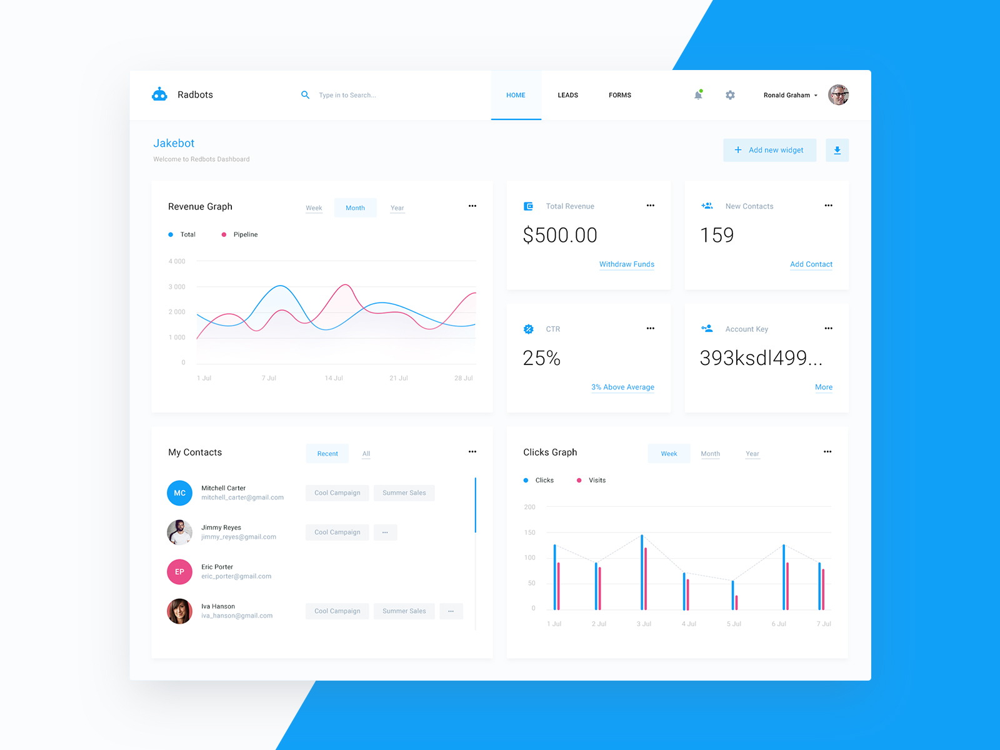 Radbots
Type in to Search...
HOME
LEADS
FORMS
Ronald Graham
Jakebot
Welcome to Redbots Dashboard
+ Add new widget
Revenue Graph
Week
Month
Year
•••
Total
Pipeline
4 000
3 000
2 000
1 000
0
1 Jul
7 Jul
14 Jul
21 Jul
28 Jul
Total Revenue
•••
$500.00
Withdraw Funds
New Contacts
•••
159
Add Contact
CTR
•••
25%
3% Above Average
Account Key
•••
393ksdl499...
More
My Contacts
Recent
All
•••
MC
Mitchell Carter
mitchell_carter@gmail.com
Cool Campaign
Summer Sales
Jimmy Reyes
jimmy_reyes@gmail.com
Cool Campaign
•••
EP
Eric Porter
eric_porter@gmail.com
Iva Hanson
iva_hanson@gmail.com
Cool Campaign
Summer Sales
•••
Clicks Graph
Week
Month
Year
•••
Clicks
Visits
200
150
100
50
0
1 Jul
2 Jul
3 Jul
4 Jul
5 Jul
6 Jul
7 Jul